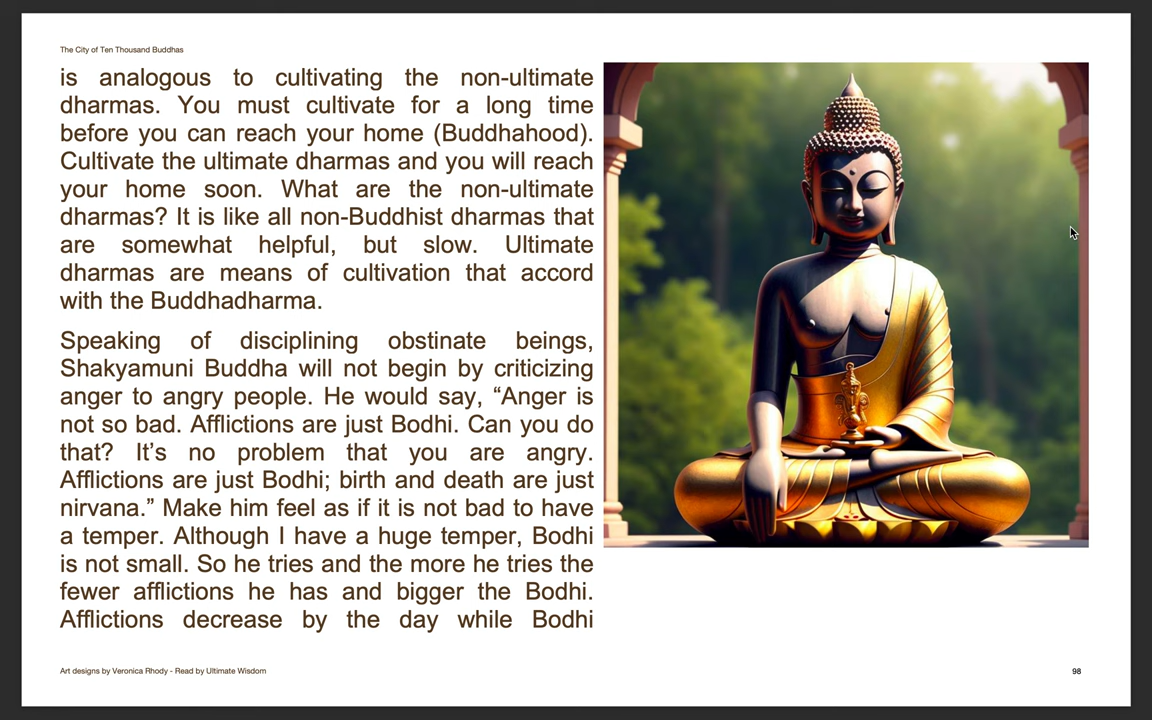 The City of Ten Thousand Buddhas
is analogous to cultivating the non-ultimate
dharmas. You must cultivate for a long time
before you can reach your home (Buddhahood).
Cultivate the ultimate dharmas and you will reach
your home soon. What are the non-ultimate
dharmas? It is like all non-Buddhist dharmas that
are somewhat helpful, but slow. Ultimate
dharmas are means of cultivation that accord
with the Buddhadharma.
Speaking of disciplining obstinate beings,
Shakyamuni Buddha will not begin by criticizing
anger to angry people. He would say, “Anger is
not so bad. Afflictions are just Bodhi. Can you do
that? It’s no problem that you are angry.
Afflictions are just Bodhi; birth and death are just
nirvana.” Make him feel as if it is not bad to have
a temper. Although I have a huge temper, Bodhi
is not small. So he tries and the more he tries the
fewer afflictions he has and bigger the Bodhi.
Afflictions decrease by the day while Bodhi
Art designs by Veronica Rhody - Read by Ultimate Wisdom
98